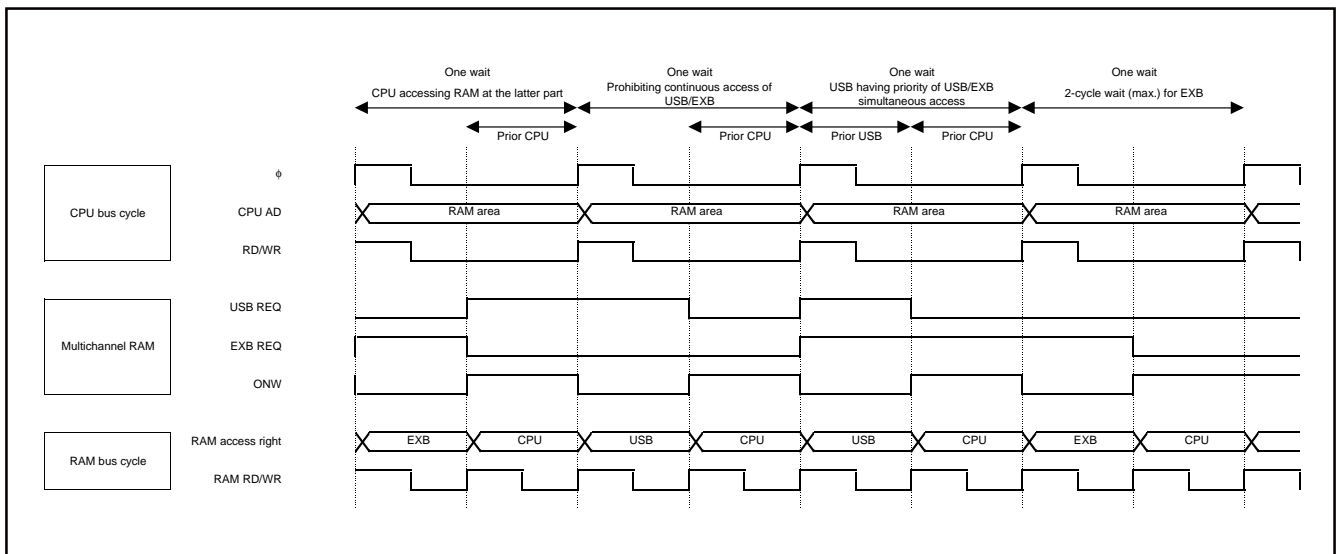 One wait
CPU accessing RAM at the latter part
One wait
Prohibiting continuous access of
USB/EXB
One wait
USB having priority of USB/EXB
simultaneous access
One wait
2-cycle wait (max.) for EXB
Prior CPU
Prior CPU
Prior USB
Prior CPU
CPU bus cycle
ϕ
CPU AD
RAM area
RAM area
RAM area
RAM area
RD/WR
Multichannel RAM
USB REQ
EXB REQ
ONW
RAM bus cycle
RAM access right
EXB
CPU
USB
CPU
USB
CPU
EXB
CPU
RAM RD/WR